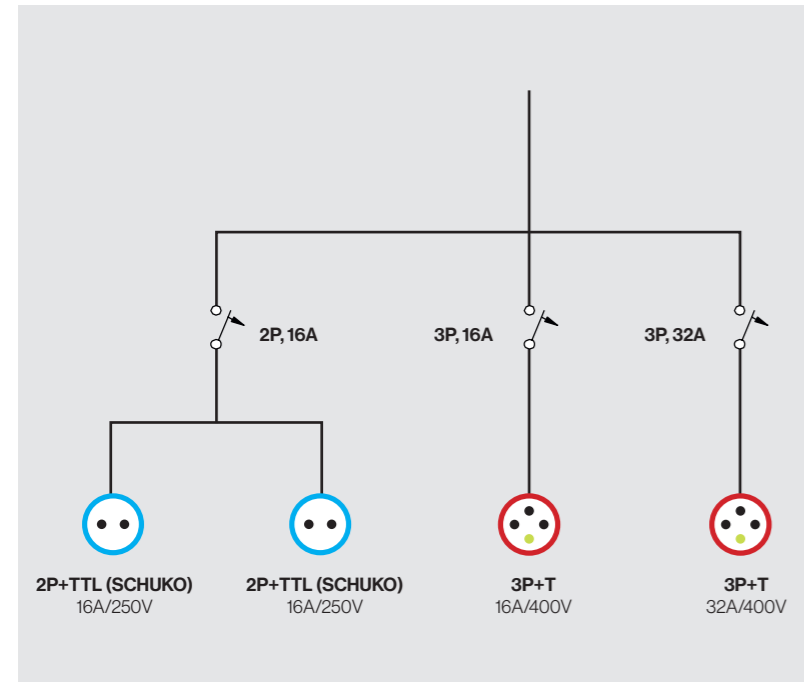 2P, 16A
3P, 16A
3P, 32A
2P+TTL (SCHUKO)
16A/250V
2P+TTL (SCHUKO)
16A/250V
3P+T
16A/400V
3P+T
32A/400V